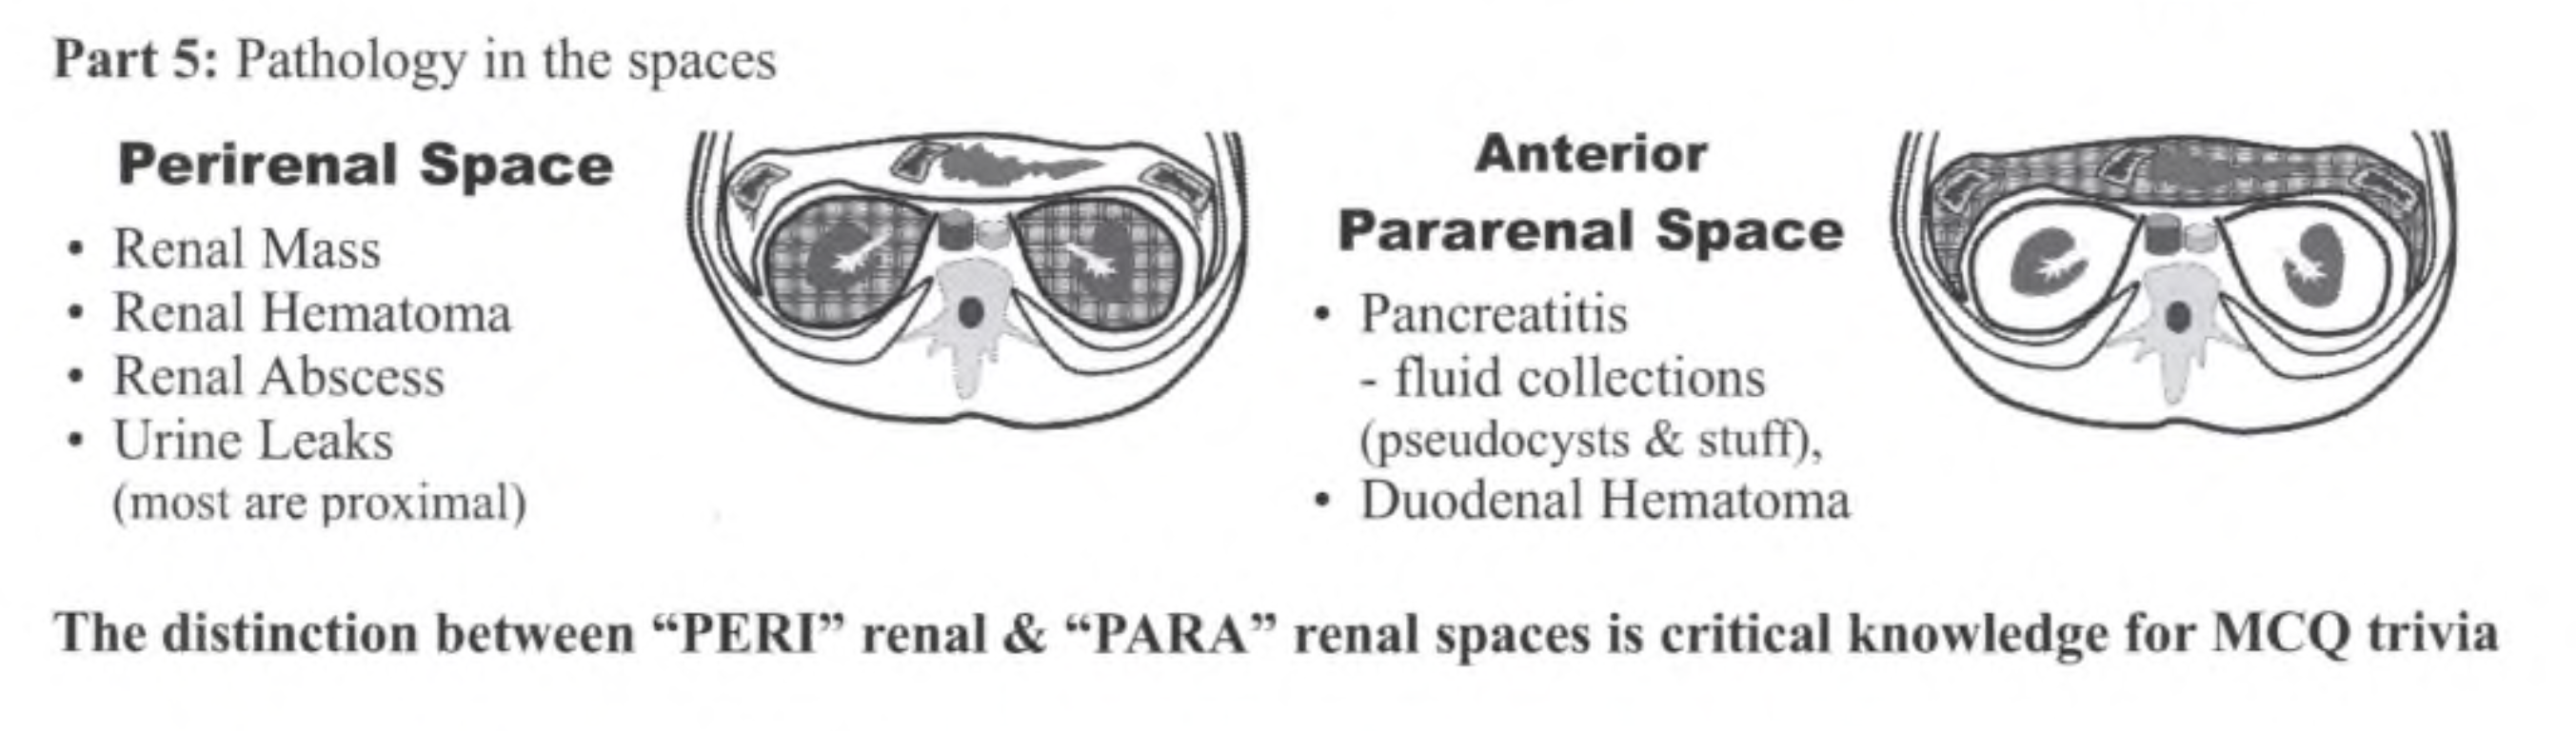 Part 5: Pathology in the spaces
Perirenal Space
• Renal Mass
• Renal Hematoma
• Renal Abscess
• Urine Leaks
(most are proximal)
Anterior
Pararenal Space
• Pancreatitis
- fluid collections
(pseudocysts & stuff),
• Duodenal Hematoma
The distinction between “PERI” renal & “PARA” renal spaces is critical knowledge for MCQ trivia